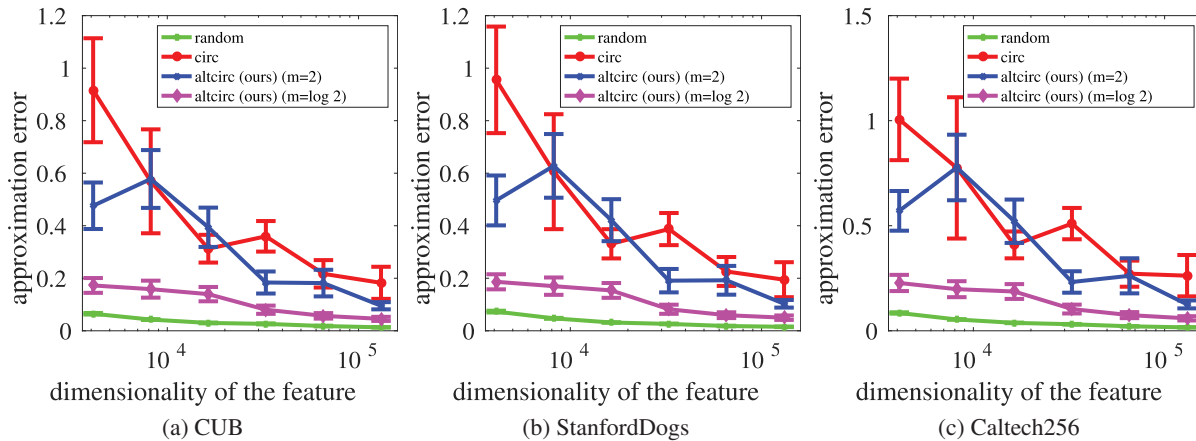 1.2
1
0.8
0.6
0.4
0.2
0
approximation error
random
circ
altcirc (ours) (m=2)
altcirc (ours) (m=log 2)
10 4
10 5
dimensionality of the feature
(a) CUB
1.2
1
0.8
0.6
0.4
0.2
0
approximation error
random
circ
altcirc (ours) (m=2)
altcirc (ours) (m=log 2)
10 4
10 5
dimensionality of the feature
(b) StanfordDogs
1.5
1
0.5
0
approximation error
random
circ
altcirc (ours) (m=2)
altcirc (ours) (m=log 2)
10 4
10 5
dimensionality of the feature
(c) Caltech256